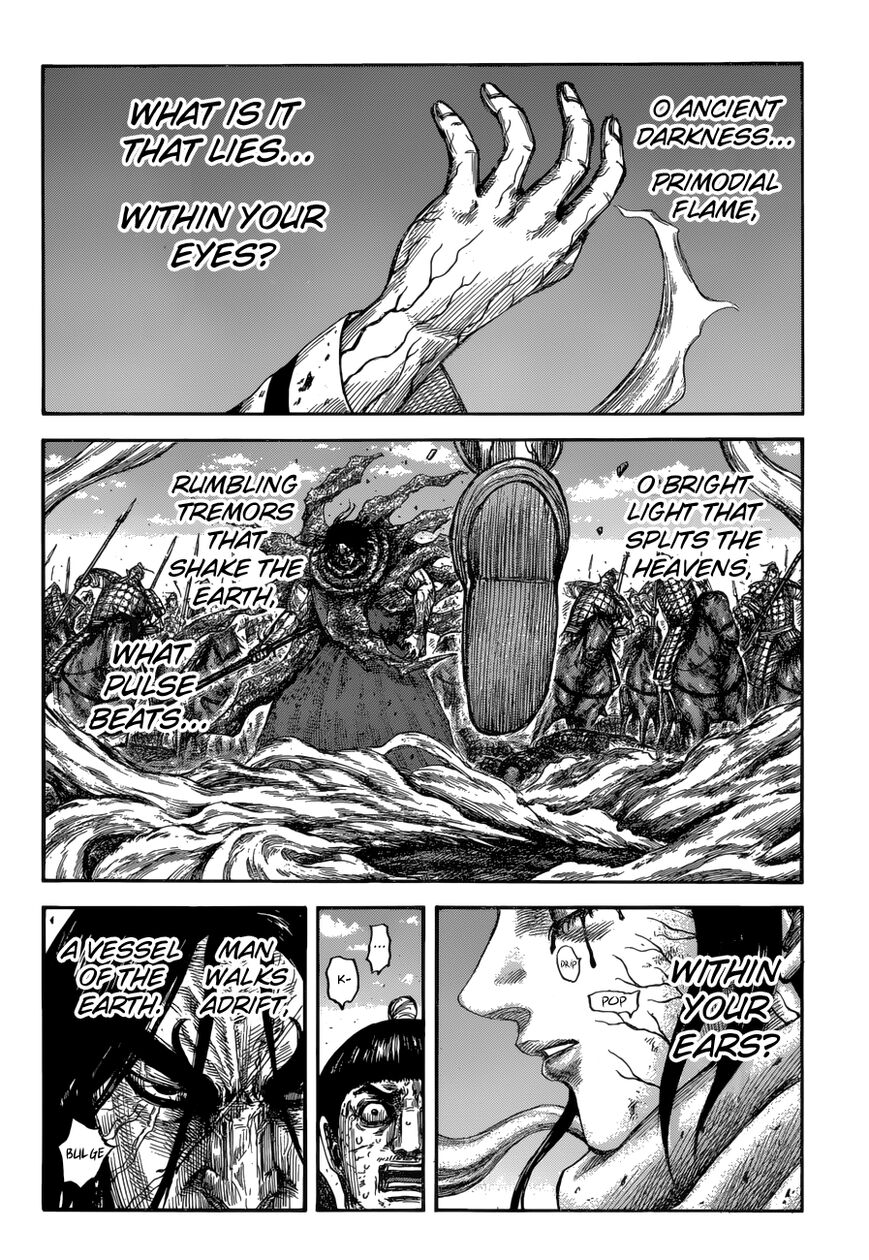 O ANCIENT
DARKNESS...
PRIMODIAL
FLAME,
WHAT IS IT
THAT LIES...
WITHIN YOUR
EYES?
O BRIGHT
LIGHT THAT
SPLITS THE
HEAVENS,
RUMBLING
TREMORS
THAT
SHAKE THE
EARTH,
WHAT
PULSE
BEATS...
WITHIN
YOUR
EARS?
DRIP
POP
...
K-
MAN
WALKS
ADRIFT,
A VESSEL
OF THE
EARTH.
BULGE